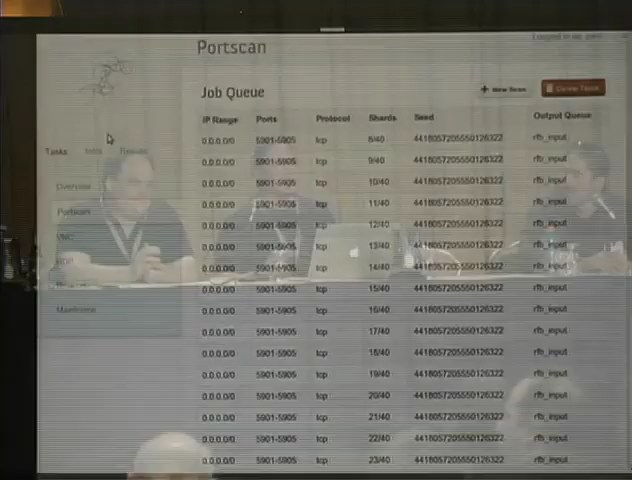 Portscan
Job Queue
New Scan
Delete Tasks
IP Range Ports Protocol Shards Seed Output Queue
0.0.0.0/0 5901-5905 tcp 8/40 4418057205550126322 rfb_input
Tasks
0.0.0.0/0 5901-5905 tcp 9/40 4418057205550126322 rfb_input
Overview 0.0.0.0/0 5901-5905 tcp 10/40 4418057205550126322 rfb_input
Portscan 0.0.0.0/0 5901-5905 tcp 11/40 4418057205550126322 rfb_input
0.0.0.0/0 5901-5905 tcp 12/40 4418057205550126322 rfb_input
VNC 0.0.0.0/0 5901-5905 tcp 13/40 4418057205550126322 rfb_input
0.0.0.0/0 5901-5905 tcp 14/40 4418057205550126322 rfb_input
0.0.0.0/0 5901-5905 tcp 15/40 4418057205550126322 rfb_input
Mainframe 0.0.0.0/0 5901-5905 tcp 16/40 4418057205550126322 rfb_input
0.0.0.0/0 5901-5905 tcp 17/40 4418057205550126322 rfb_input
0.0.0.0/0 5901-5905 tcp 18/40 4418057205550126322 rfb_input
0.0.0.0/0 5901-5905 tcp 19/40 4418057205550126322 rfb_input
0.0.0.0/0 5901-5905 tcp 20/40 4418057205550126322 rfb_input
0.0.0.0/0 5901-5905 tcp 21/40 4418057205550126322 rfb_input
0.0.0.0/0 5901-5905 tcp 22/40 4418057205550126322 rfb_input
0.0.0.0/0 5901-5905 tcp 23/40 4418057205550126322 rfb_input